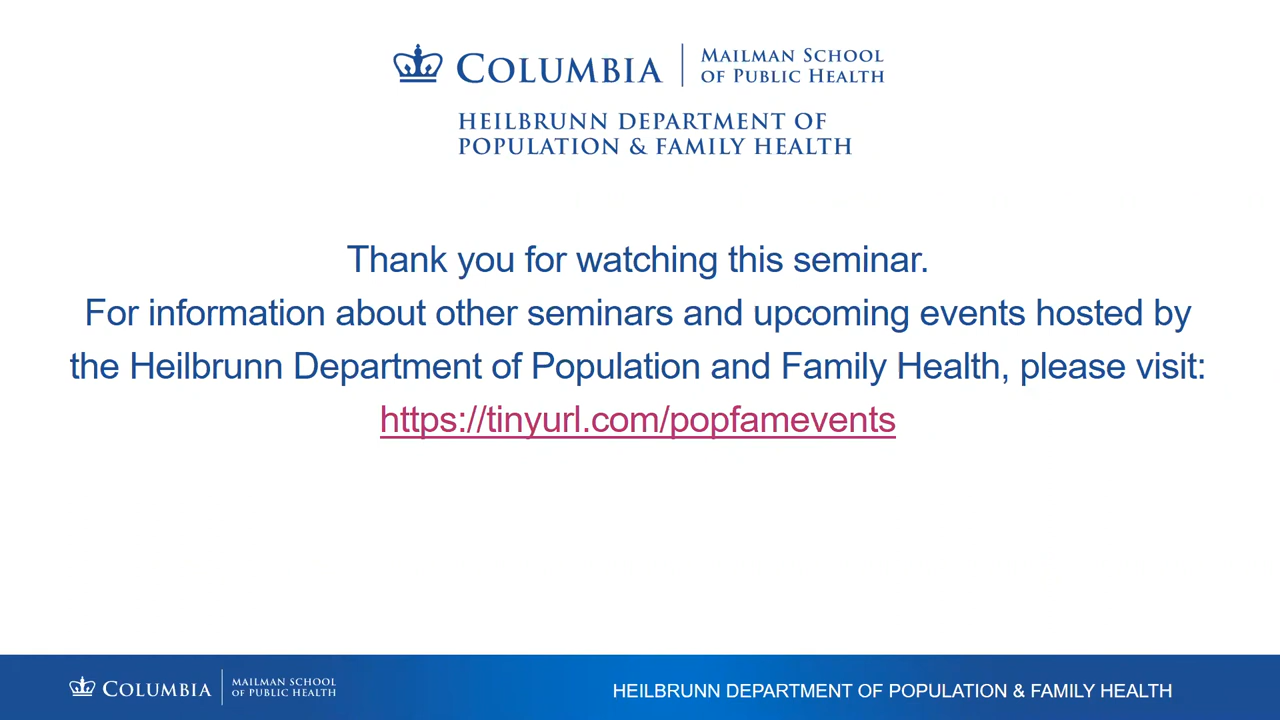 COLUMBIA
MAILMAN SCHOOL
OF PUBLIC HEALTH
HEILBRUNN DEPARTMENT OF
POPULATION & FAMILY HEALTH
Thank you for watching this seminar.
For information about other seminars and upcoming events hosted by
the Heilbrunn Department of Population and Family Health, please visit:
https://tinyurl.com/popfamevents
COLUMBIA
MAILMAN SCHOOL
OF PUBLIC HEALTH
HEILBRUNN DEPARTMENT OF POPULATION & FAMILY HEALTH